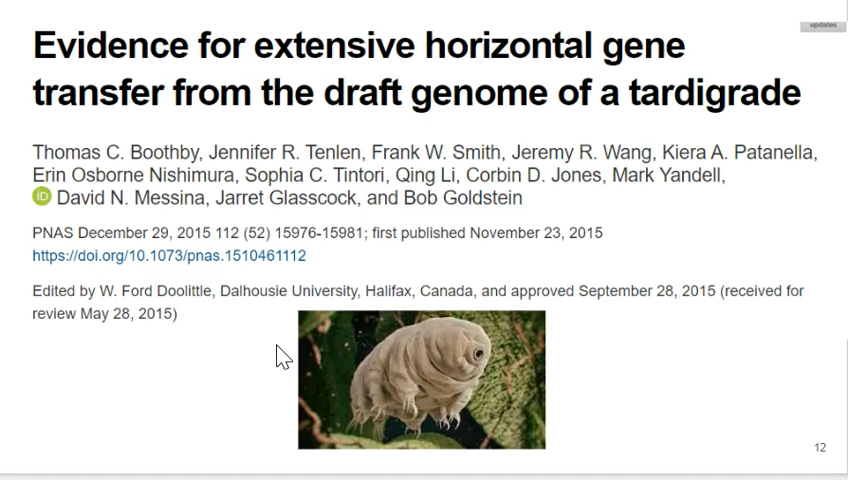 updates
Evidence for extensive horizontal gene
transfer from the draft genome of a tardigrade
Thomas C. Boothby, Jennifer R. Tenlen, Frank W. Smith, Jeremy R. Wang, Kiera A. Patanella,
Erin Osborne Nishimura, Sophia C. Tintori, Qing Li, Corbin D. Jones, Mark Yandell,
iD David N. Messina, Jarret Glasscock, and Bob Goldstein
PNAS December 29, 2015 112 (52) 15976-15981; first published November 23, 2015
https://doi.org/10.1073/pnas.1510461112
Edited by W. Ford Doolittle, Dalhousie University, Halifax, Canada, and approved September 28, 2015 (received for
review May 28, 2015)
12